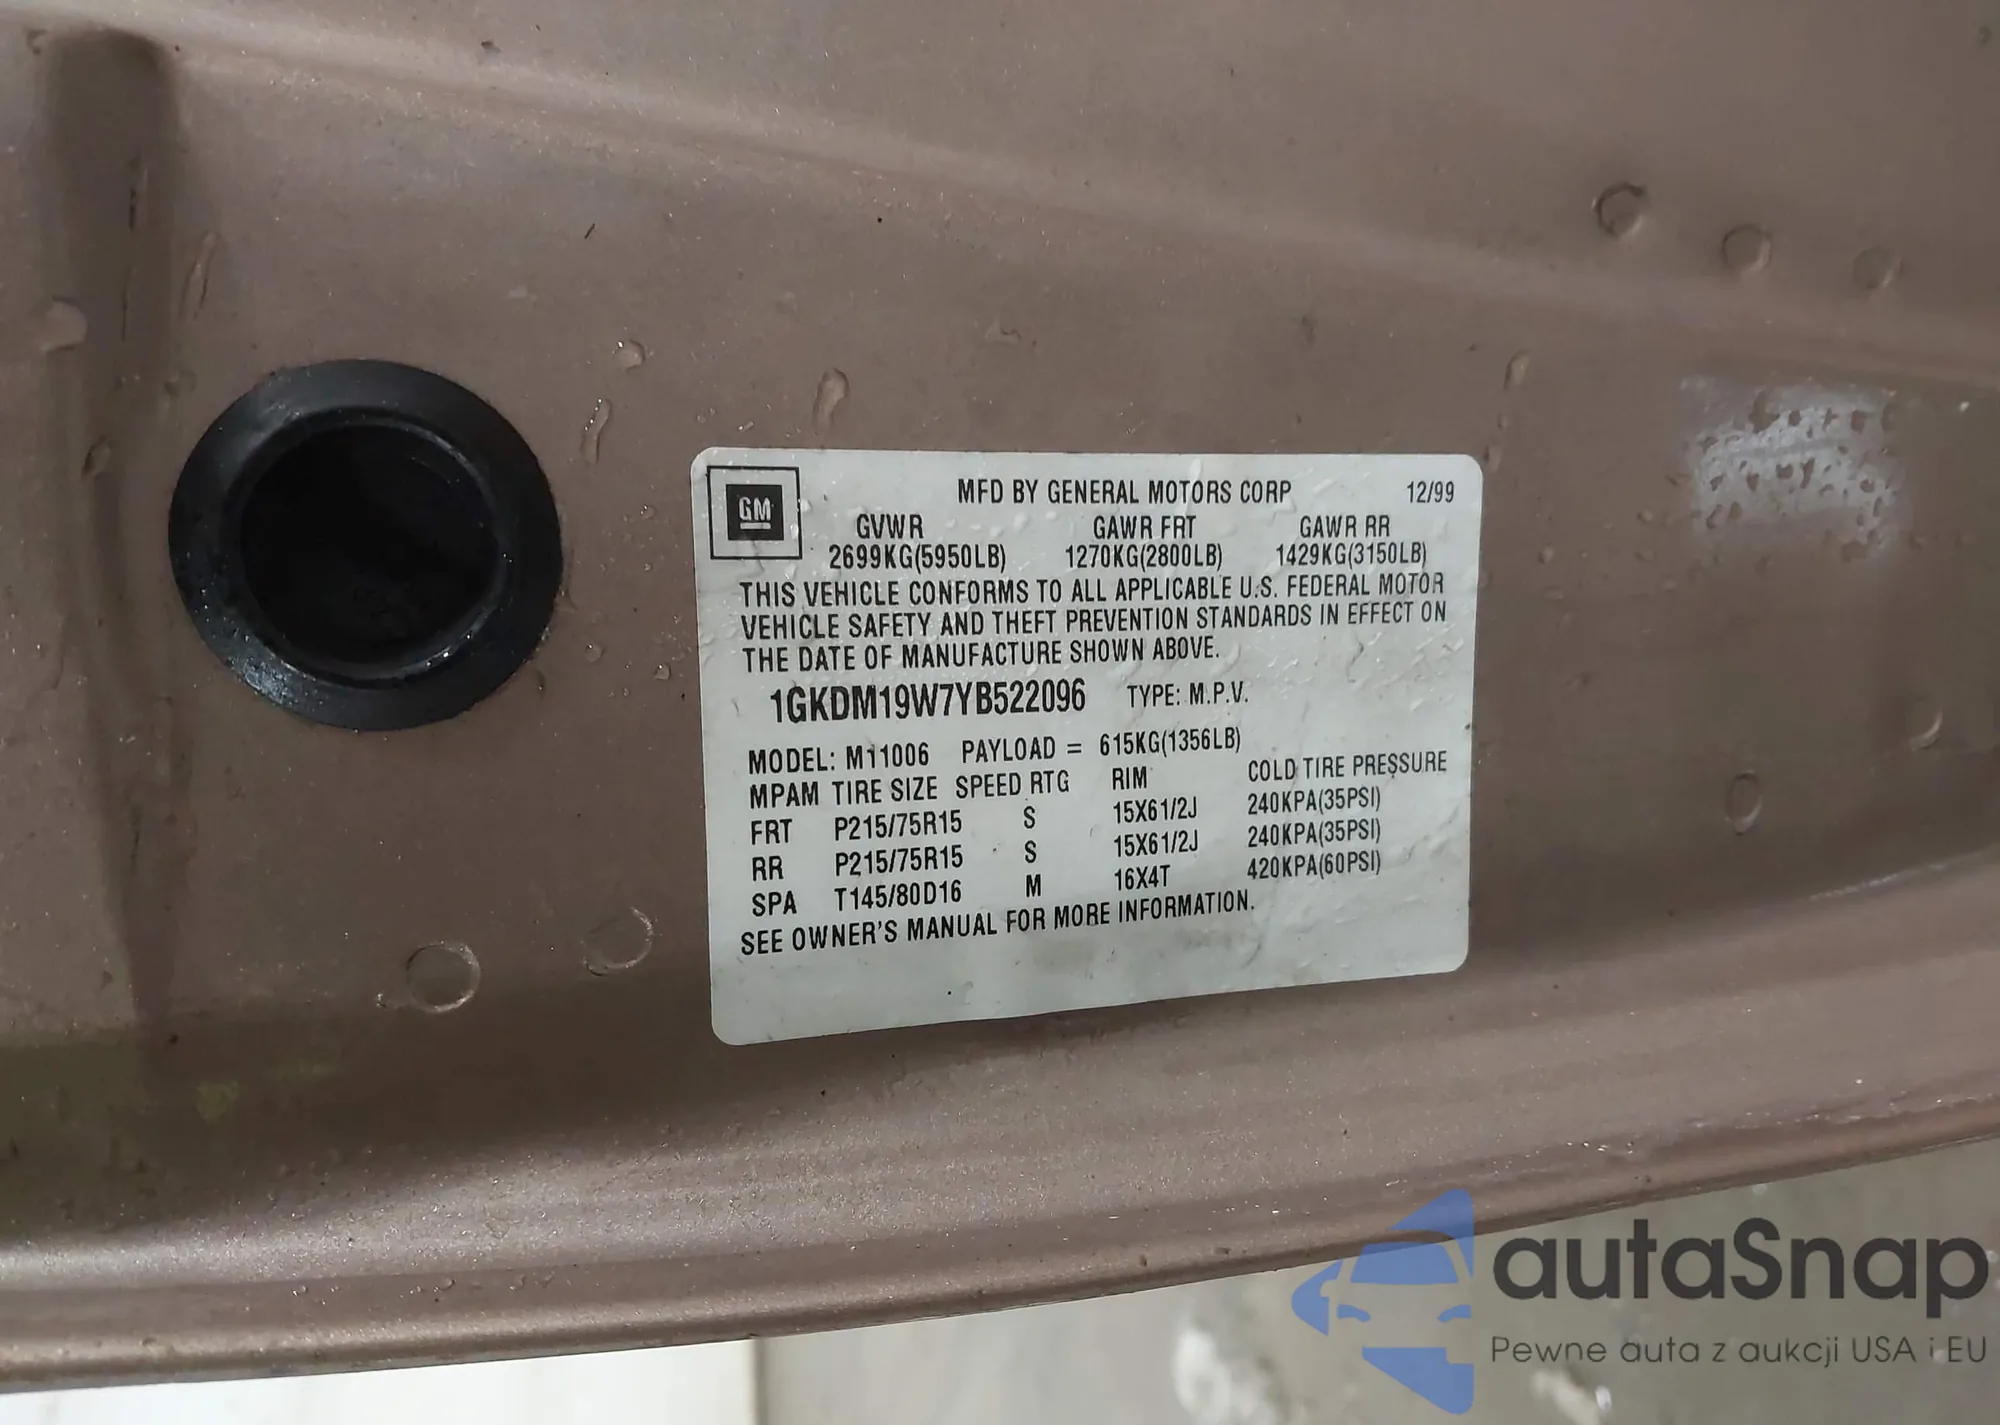 GM
MFD BY GENERAL MOTORS CORP 12/99
GVWR GAWR FRT GAWR RR
2699KG(5950LB) 1270KG(2800LB) 1429KG(3150LB)
THIS VEHICLE CONFORMS TO ALL APPLICABLE U.S. FEDERAL MOTOR
VEHICLE SAFETY AND THEFT PREVENTION STANDARDS IN EFFECT ON
THE DATE OF MANUFACTURE SHOWN ABOVE.
1GKDM19W7YB522096 TYPE: M.P.V.
MODEL: M11006 PAYLOAD = 615KG(1356LB)
MPAM TIRE SIZE SPEED RTG RIM COLD TIRE PRESSURE
FRT P215/75R15 S 15X61/2J 240KPA(35PSI)
RR P215/75R15 S 15X61/2J 240KPA(35PSI)
SPA T145/80D16 M 16X4T 420KPA(60PSI)
SEE OWNER'S MANUAL FOR MORE INFORMATION.
autaSnap
Pewne auta z aukcji USA i EU